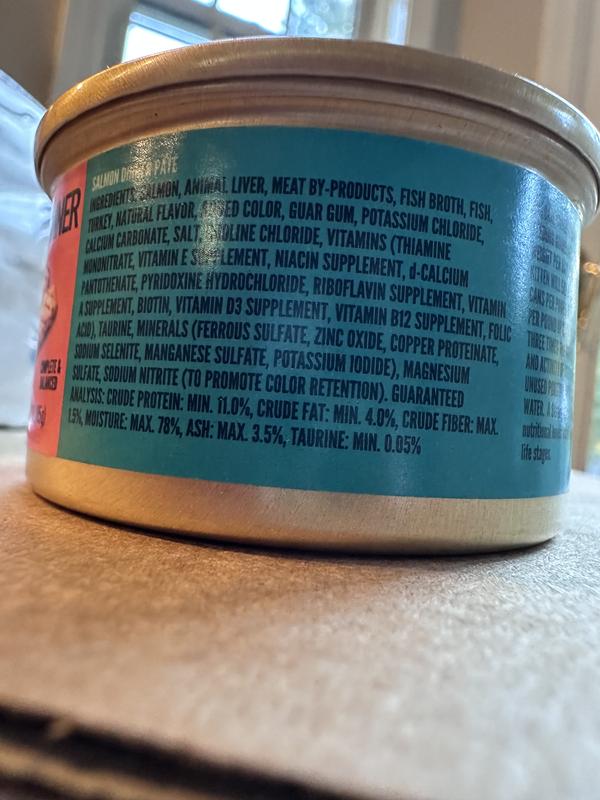 NER
SALMON DINNER PATE
INGREDIENTS: SALMON, ANIMAL LIVER, MEAT BY-PRODUCTS, FISH BROTH, FISH,
TURKEY, NATURAL FLAVOR, ADDED COLOR, GUAR GUM, POTASSIUM CHLORIDE,
CALCIUM CARBONATE, SALT, CHOLINE CHLORIDE, VITAMINS (THIAMINE
MONONITRATE, VITAMIN E SUPPLEMENT, NIACIN SUPPLEMENT, d-CALCIUM
PANTOTHENATE, PYRIDOXINE HYDROCHLORIDE, RIBOFLAVIN SUPPLEMENT, VITAMIN
A SUPPLEMENT, BIOTIN, VITAMIN D3 SUPPLEMENT, VITAMIN B12 SUPPLEMENT, FOLIC
ACID), TAURINE, MINERALS (FERROUS SULFATE, ZINC OXIDE, COPPER PROTEINATE,
SODIUM SELENITE, MANGANESE SULFATE, POTASSIUM IODIDE), MAGNESIUM
SULFATE, SODIUM NITRITE (TO PROMOTE COLOR RETENTION). GUARANTEED
ANALYSIS: CRUDE PROTEIN: MIN. 11.0%, CRUDE FAT: MIN. 4.0%, CRUDE FIBER: MAX.
1.5%, MOISTURE: MAX. 78%, ASH: MAX. 3.5%, TAURINE: MIN. 0.05%
COMPLETE &
BALANCED
KITTEN
CANS PER
PER POUND
THREE TIMES
UNUSED
WATER. A
life stages.